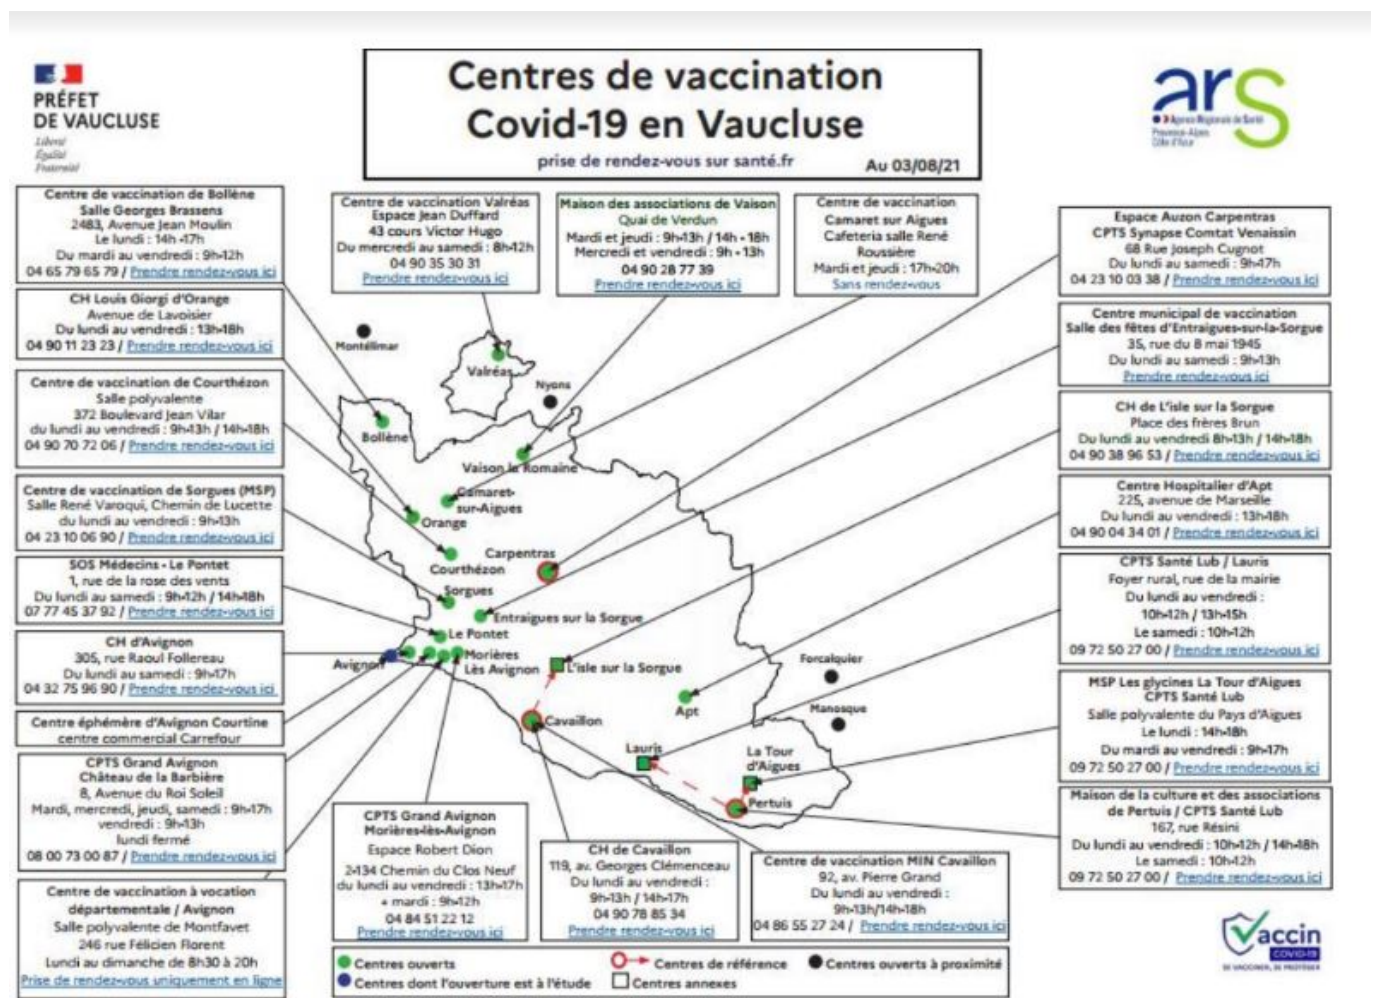 PRÉFET
DE VAUCLUSE
Liberté
Égalité
Fraternité
Centres de vaccination
Covid-19 en Vaucluse
prise de rendez-vous sur santé.fr
Au 03/08/21
ars
Agence Régionale de Santé
Provence-Alpes
Côte d'Azur
Centre de vaccination de Bollène
Salle Georges Brassens
2483, Avenue Jean Moulin
Le lundi : 14h -17h
Du mardi au vendredi : 9h-12h
04 65 79 65 79 / Prendre rendez-vous ici
CH Louis Giorgi d'Orange
Avenue de Lavoisier
Du lundi au vendredi : 13h-18h
04 90 11 23 23 / Prendre rendez-vous ici
Centre de vaccination de Courthézon
Salle polyvalente
372 Boulevard Jean Vilar
du lundi au vendredi : 9h-13h / 14h-18h
04 90 70 72 06 / Prendre rendez-vous ici
Centre de vaccination de Sorgues (MSP)
Salle René Varoqui, Chemin de Lucette
du lundi au vendredi : 9h-13h
04 23 10 06 90 / Prendre rendez-vous ici
SOS Médecins - Le Pontet
1, rue de la rose des vents
Du lundi au samedi : 9h-12h / 14h-18h
07 77 45 37 92 / Prendre rendez-vous ici
CH d'Avignon
305, rue Raoul Follereau
Du lundi au samedi : 9h-17h
04 32 75 96 90 / Prendre rendez-vous ici
Centre éphémère d'Avignon Courtine
centre commercial Carrefour
CPTS Grand Avignon
Château de la Barbière
8, Avenue du Roi Soleil
Mardi, mercredi, jeudi, samedi : 9h-17h
vendredi : 9h-13h
lundi fermé
08 00 73 00 87 / Prendre rendez-vous ici
Centre de vaccination à vocation
départementale / Avignon
Salle polyvalente de Montfavet
246 rue Félicien Florent
Lundi au dimanche de 8h30 à 20h
Prise de rendez-vous uniquement en ligne
Centre de vaccination Valréas
Espace Jean Duffard
43 cours Victor Hugo
Du mercredi au samedi : 8h-12h
04 90 35 30 31
Prendre rendez-vous ici
Maison des associations de Vaison
Quai de Verdun
Mardi et jeudi : 9h-13h / 14h - 18h
Mercredi et vendredi : 9h - 13h
04 90 28 77 39
Prendre rendez-vous ici
Centre de vaccination
Camaret sur Aigues
Cafeteria salle René
Roussière
Mardi et jeudi : 17h-20h
Sans rendez-vous
Espace Auzon Carpentras
CPTS Synapse Comtat Venaissin
68 Rue Joseph Cugnot
Du lundi au samedi : 9h-17h
04 23 10 03 38 / Prendre rendez-vous ici
Centre municipal de vaccination
Salle des fêtes d'Entraigues-sur-la-Sorgue
35, rue du 8 mai 1945
Du lundi au samedi : 9h-13h
Prendre rendez-vous ici
CH de L'isle sur la Sorgue
Place des frères Brun
Du lundi au vendredi 8h-13h / 14h-18h
04 90 38 96 53 / Prendre rendez-vous ici
Centre Hospitalier d'Apt
225, avenue de Marseille
Du lundi au vendredi : 13h-18h
04 90 04 34 01 / Prendre rendez-vous ici
CPTS Santé Lub / Lauris
Foyer rural, rue de la mairie
Du lundi au vendredi :
10h-12h / 13h-15h
Le samedi : 10h-12h
09 72 50 27 00 / Prendre rendez-vous ici
MSP Les glycines La Tour d'Aigues
CPTS Santé Lub
Salle polyvalente du Pays d'Aigues
Le lundi : 14h-18h
Du mardi au vendredi : 9h-17h
09 72 50 27 00 / Prendre rendez-vous ici
Maison de la culture et des associations
de Pertuis / CPTS Santé Lub
167, rue Résini
Du lundi au vendredi : 10h-12h / 14h-18h
Le samedi : 10h-12h
09 72 50 27 00 / Prendre rendez-vous ici
Montélimar
Valréas
Nyons
Bollène
Vaison la Romaine
Camaret-
sur-Aigues
Orange
Carpentras
Courthézon
Sorgues
Entraigues sur la Sorgue
Le Pontet
Avignon
Morières
Lès Avignon
L'isle sur la Sorgue
Forcalquier
Apt
Manosque
Cavaillon
Lauris
La Tour
d'Aigues
Pertuis
CPTS Grand Avignon
Morières-lès-Avignon
Espace Robert Dion
2-134 Chemin du Clos Neuf
du lundi au vendredi : 13h-17h
+ mardi : 9h-12h
04 84 51 22 12
Prendre rendez-vous ici
CH de Cavaillon
119, av. Georges Clémenceau
Du lundi au vendredi :
9h-13h / 14h-17h
04 90 78 85 34
Prendre rendez-vous ici
Centre de vaccination MIN Cavaillon
92, av. Pierre Grand
Du lundi au vendredi :
9h-13h/14h-18h
04 86 55 27 24 / Prendre rendez-vous ici
Centres ouverts
Centres de référence
Centres ouverts à proximité
Centres dont l'ouverture est à l'étude
Centres annexes
Vaccin
COVID-19
SE VACCINER, SE PROTÉGER